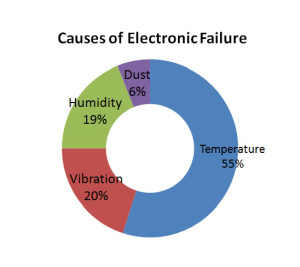 Causes of Electronic Failure
Dust
6%
Humidity
19%
Temperature
55%
Vibration
20%